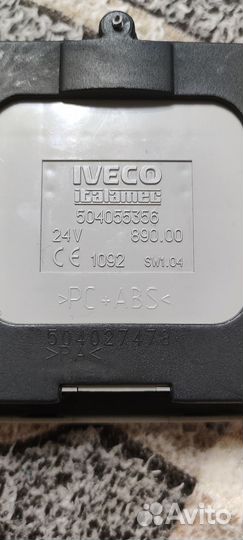 IVECO
italamec
504055356
24V 890.00
CE 1092 SW1.04
>PC+ABS<
504027478
>PA<
Avito